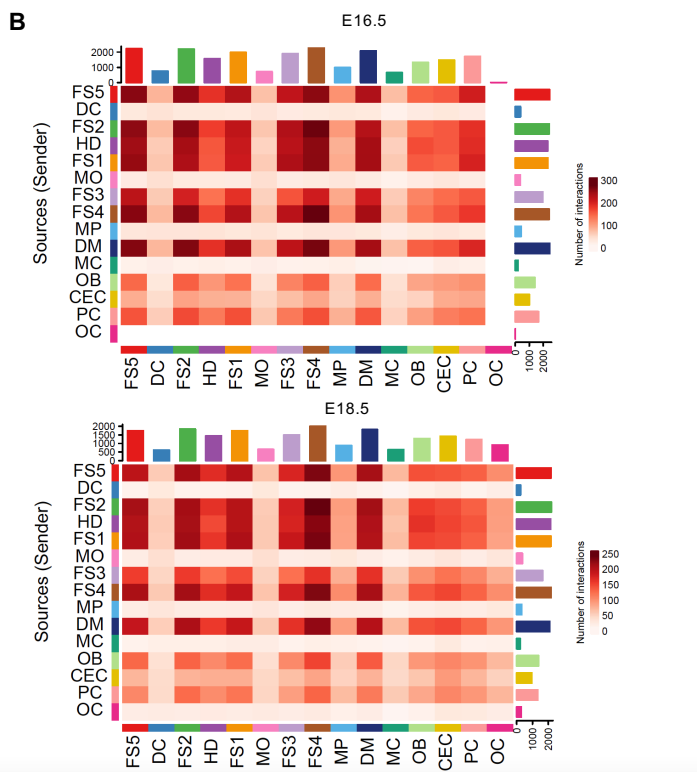 B
E16.5
2000
1000
0
Sources (Sender)
FS5
DC
FS2
HD
FS1
MO
FS3
FS4
MP
DM
MC
OB
CEC
PC
OC
FS5 DC FS2 HD FS1 MO FS3 FS4 MP DM MC OB CEC PC OC
0 1000 2000
Number of interactions
300
200
100
0
E18.5
2000
1500
1000
500
0
Sources (Sender)
FS5
DC
FS2
HD
FS1
MO
FS3
FS4
MP
DM
MC
OB
CEC
PC
OC
FS5 DC FS2 HD FS1 MO FS3 FS4 MP DM MC OB CEC PC OC
0 1000 2000
Number of interactions
250
200
150
100
50
0